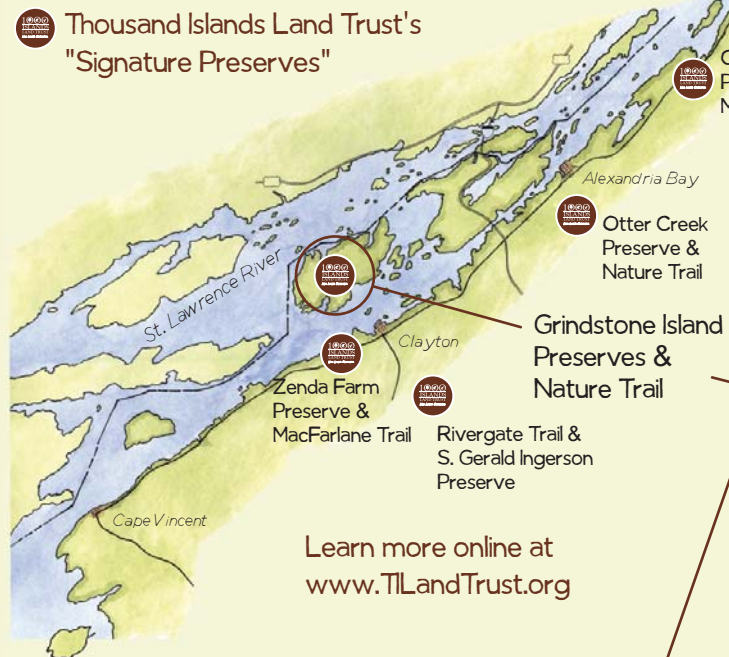 Thousand Islands Land Trust's
"Signature Preserves"
Alexandria Bay
Otter Creek
Preserve &
Nature Trail
St. Lawrence River
Grindstone Island
Preserves &
Nature Trail
Clayton
Zenda Farm
Preserve &
MacFarlane Trail
Rivergate Trail &
S. Gerald Ingerson
Preserve
Cape Vincent
Learn more online at
www.TILandTrust.org